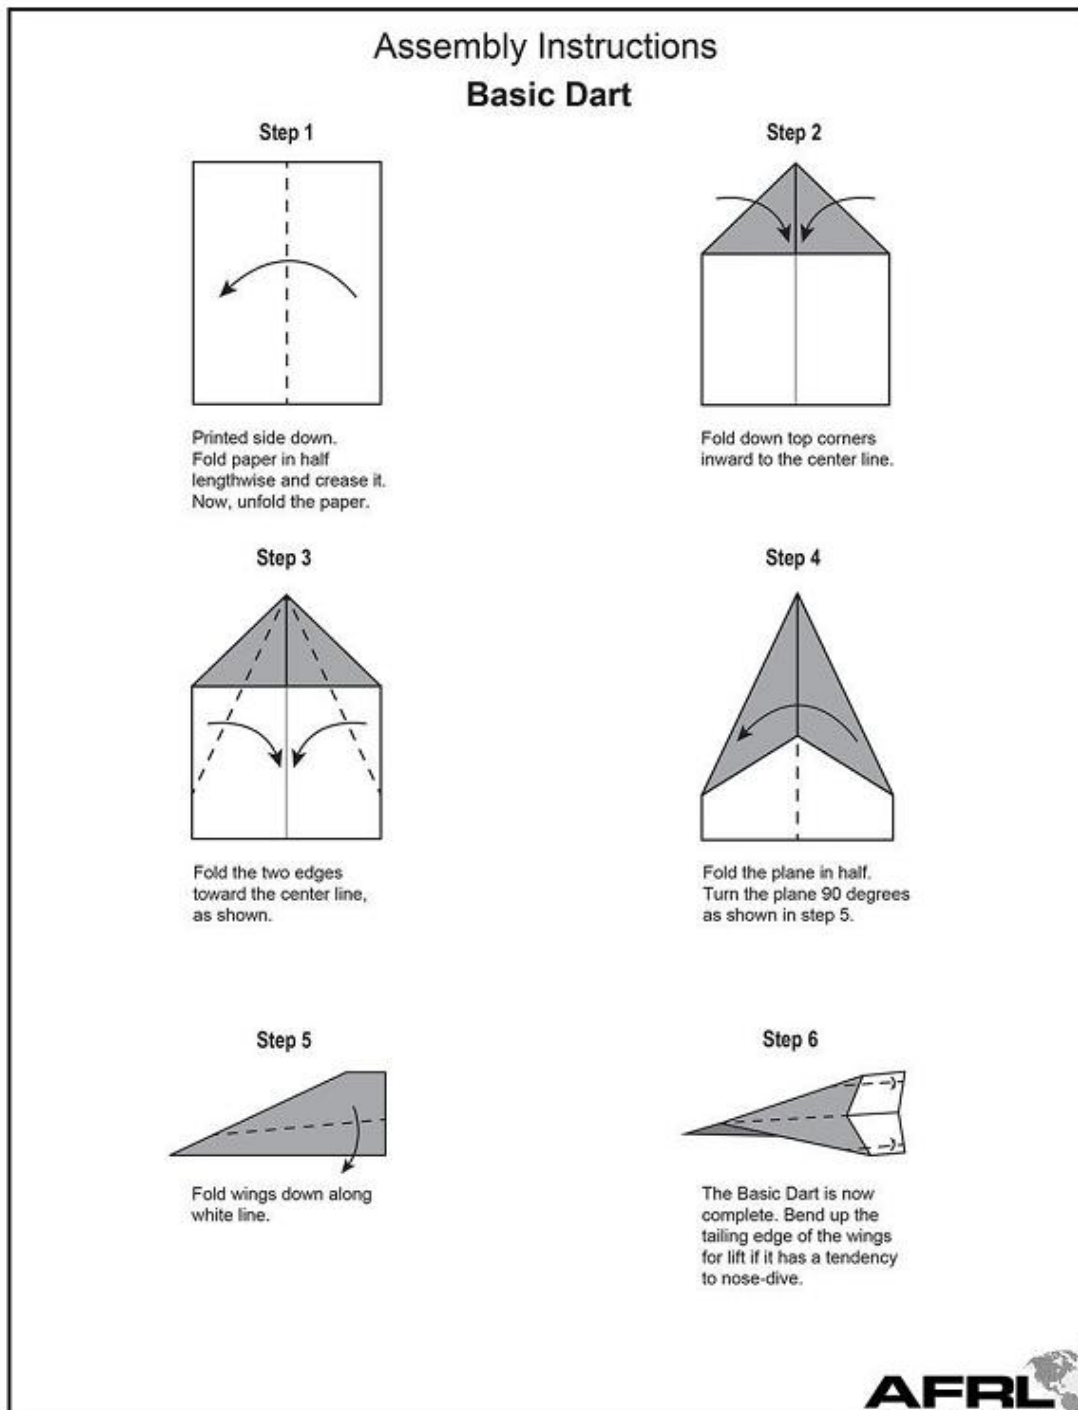 Assembly Instructions
Basic Dart
Step 1
Printed side down.
Fold paper in half
lengthwise and crease it.
Now, unfold the paper.
Step 2
Fold down top corners
inward to the center line.
Step 3
Fold the two edges
toward the center line,
as shown.
Step 4
Fold the plane in half.
Turn the plane 90 degrees
as shown in step 5.
Step 5
Fold wings down along
white line.
Step 6
The Basic Dart is now
complete. Bend up the
tailing edge of the wings
for lift if it has a tendency
to nose-dive.
AFRL